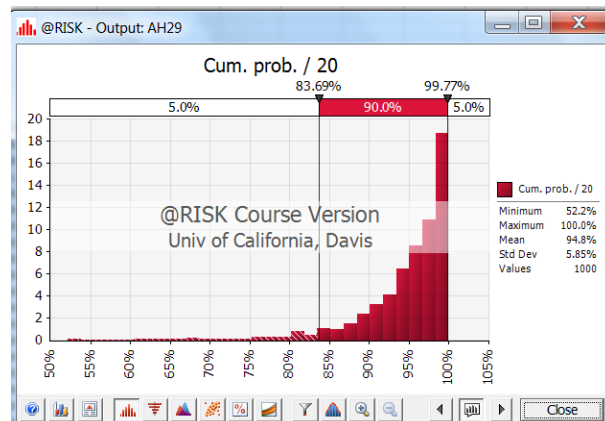 @RISK - Output: AH29
Cum. prob. / 20
83.69% 99.77%
5.0% 90.0% 5.0%
20
18
16
14
12
10
8
6
4
2
0
@RISK Course Version
Univ of California, Davis
50% 55% 60% 65% 70% 75% 80% 85% 90% 95% 100% 105%
Cum. prob. / 20
Minimum 52.2%
Maximum 100.0%
Mean 94.8%
Std Dev 5.85%
Values 1000
Close